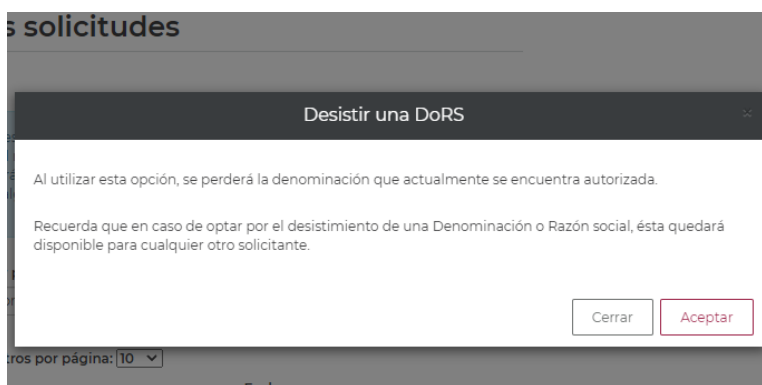 s solicitudes
Desistir una DoRS
Al utilizar esta opción, se perderá la denominación que actualmente se encuentra autorizada.
Recuerda que en caso de optar por el desistimiento de una Denominación o Razón social, ésta quedará
disponible para cualquier otro solicitante.
Cerrar
Aceptar
tros por página: 10